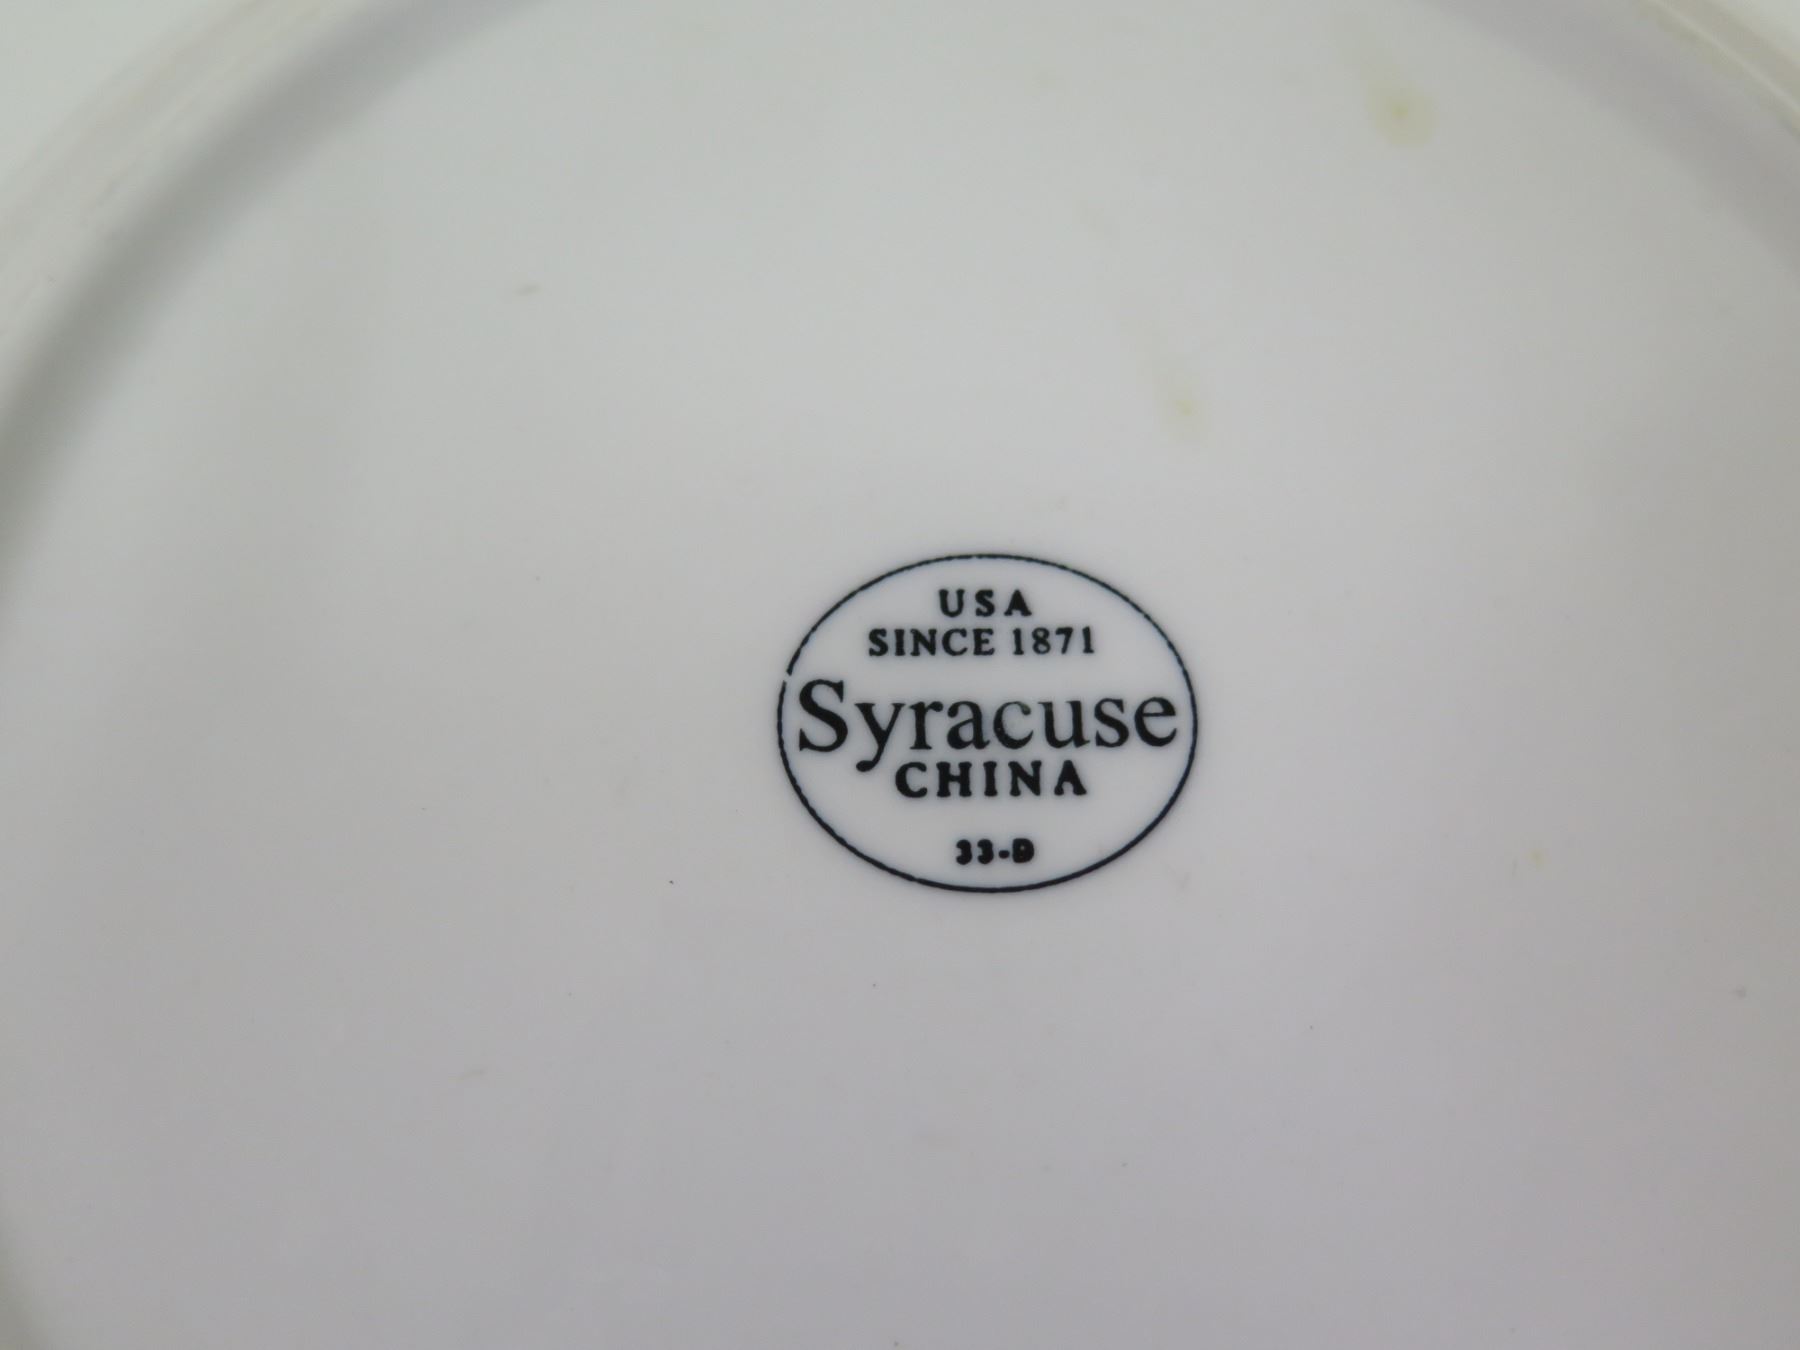 USA
SINCE 1871
Syracuse
CHINA
33-D